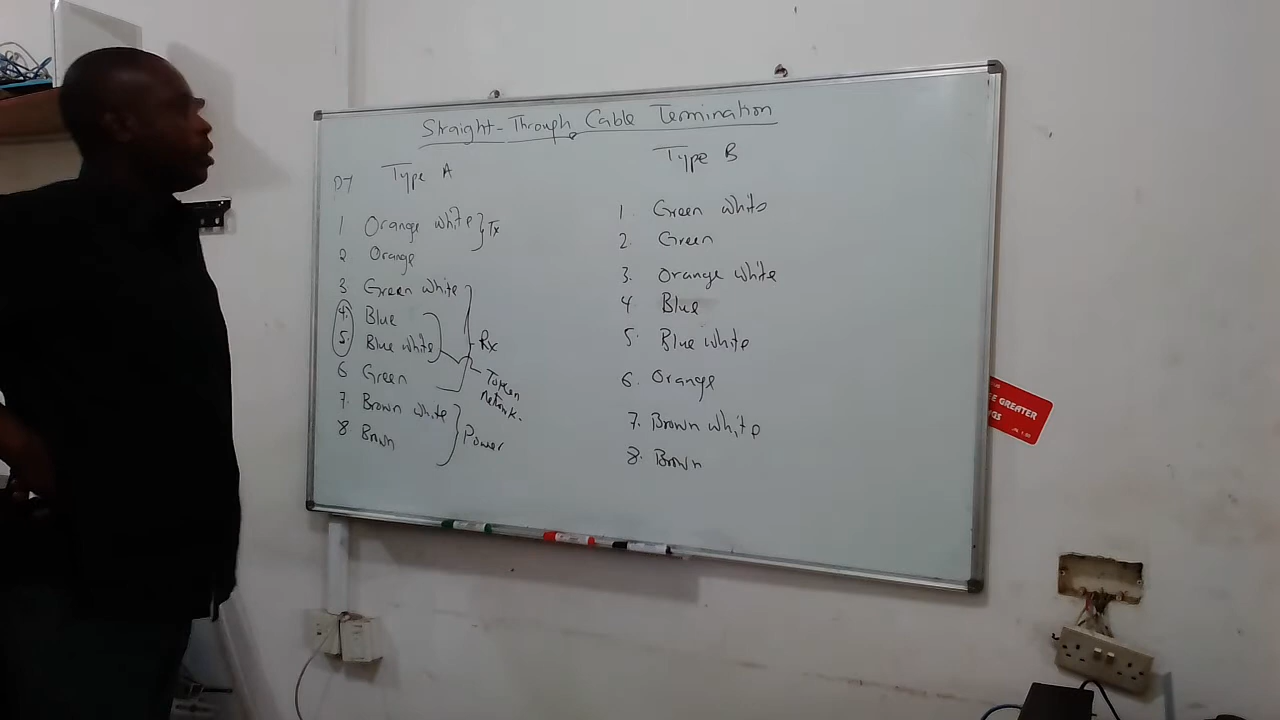 Straight-Through Cable Termination
Type A
1 Orange white } Tx
2 Orange
3 Green white
4. Blue
5. Blue white
Rx
6 Green
Token
Network.
7. Brown white
8 Brown
Power
Type B
1. Green white
2. Green
3. Orange white
4 Blue
5. Blue white
6. Orange
7. Brown white
8. Brown
E GREATER
GS